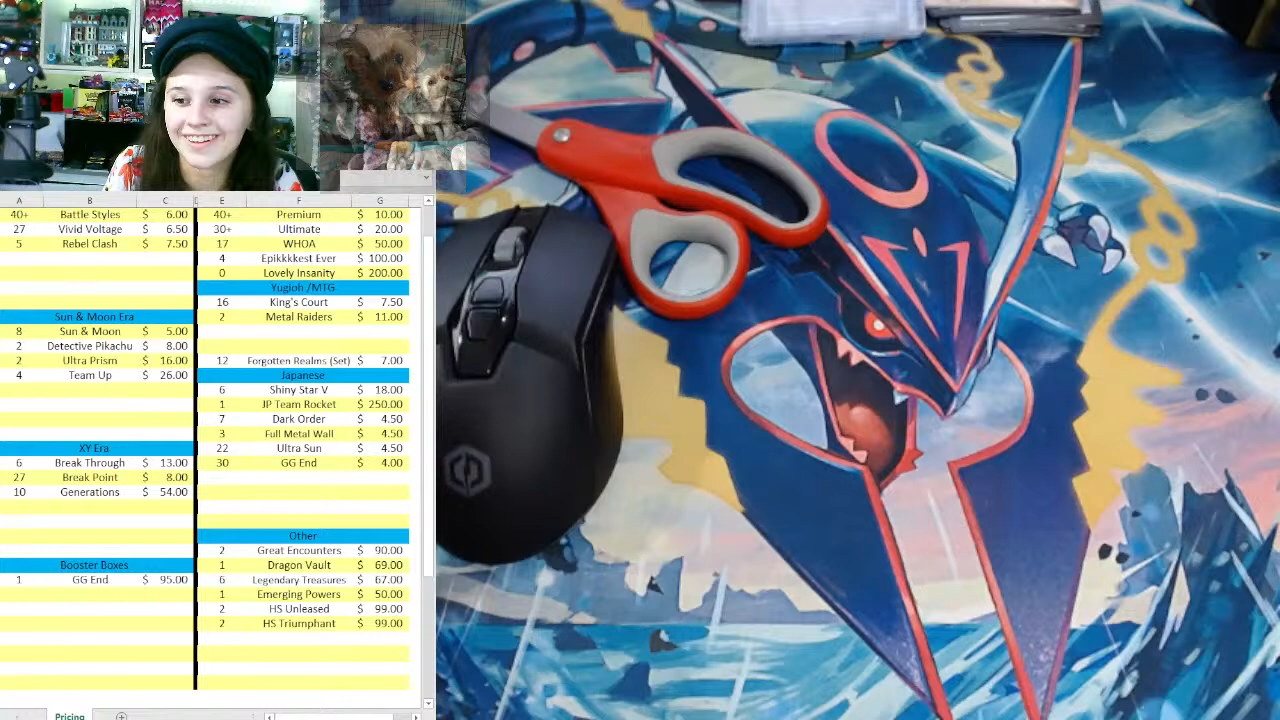 A B C E F G
40+ Battle Styles $ 6.00 40+ Premium $ 10.00
27 Vivid Voltage $ 6.50 30+ Ultimate $ 20.00
5 Rebel Clash $ 7.50 17 WHOA $ 50.00
4 Epikkkkest Ever $ 100.00
0 Lovely Insanity $ 200.00
Yugioh /MTG
16 King's Court $ 7.50
Sun & Moon Era 2 Metal Raiders $ 11.00
8 Sun & Moon $ 5.00
2 Detective Pikachu $ 8.00
2 Ultra Prism $ 16.00 12 Forgotten Realms (Set) $ 7.00
4 Team Up $ 26.00 Japanese
6 Shiny Star V $ 18.00
1 JP Team Rocket $ 250.00
7 Dark Order $ 4.50
3 Full Metal Wall $ 4.50
XY Era 22 Ultra Sun $ 4.50
6 Break Through $ 13.00 30 GG End $ 4.00
27 Break Point $ 8.00
10 Generations $ 54.00
Other
2 Great Encounters $ 90.00
Booster Boxes 1 Dragon Vault $ 69.00
1 GG End $ 95.00 6 Legendary Treasures $ 67.00
1 Emerging Powers $ 50.00
2 HS Unleased $ 99.00
2 HS Triumphant $ 99.00
Pricing